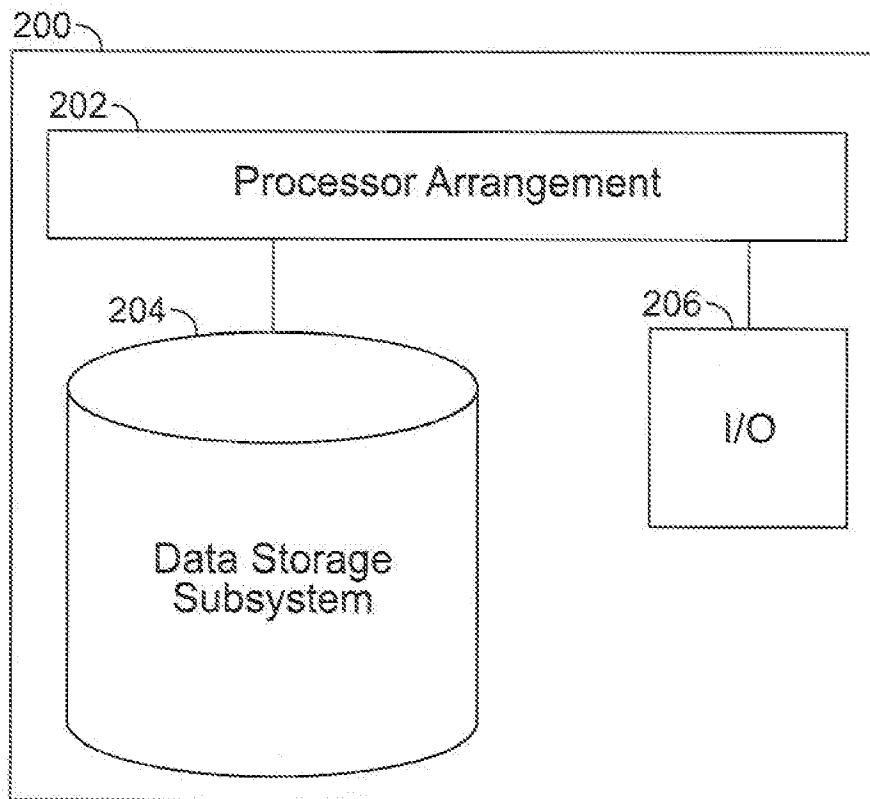 200
202
Processor Arrangement
204
206
I/O
Data Storage
Subsystem